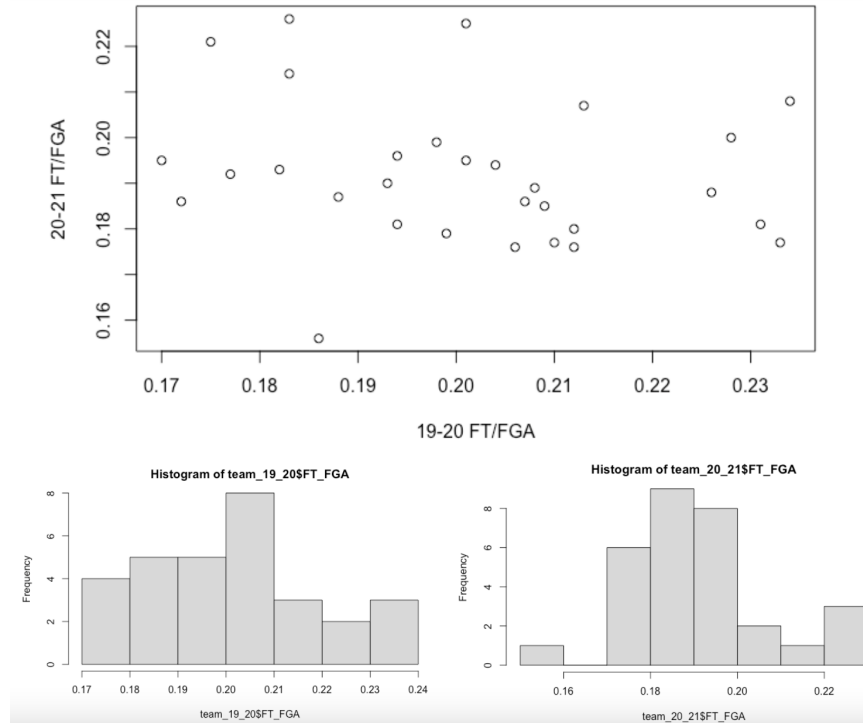 0.22
0.20
0.18
0.16
20-21 FT/FGA
0.17 0.18 0.19 0.20 0.21 0.22 0.23
19-20 FT/FGA
Histogram of team_19_20$FT_FGA
8
6
4
2
0
Frequency
0.17 0.18 0.19 0.20 0.21 0.22 0.23 0.24
team_19_20$FT_FGA
Histogram of team_20_21$FT_FGA
8
6
4
2
0
Frequency
0.16 0.18 0.20 0.22
team_20_21$FT_FGA